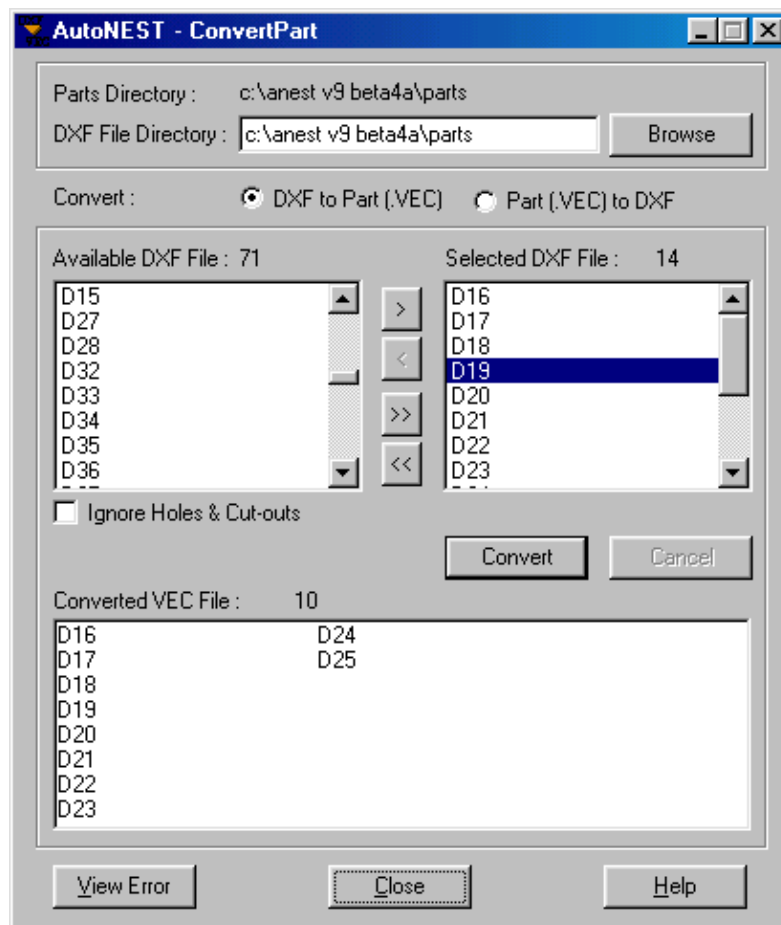 AutoNEST - ConvertPart
Parts Directory : c:\anest v9 beta4a\parts
DXF File Directory : c:\anest v9 beta4a\parts Browse
Convert : DXF to Part (.VEC) Part (.VEC) to DXF
Available DXF File : 71
D15
D27
D28
D32
D33
D34
D35
D36
>
<
>>
<<
Selected DXF File : 14
D16
D17
D18
D19
D20
D21
D22
D23
Ignore Holes & Cut-outs
Convert Cancel
Converted VEC File : 10
D16
D17
D18
D19
D20
D21
D22
D23
D24
D25
View Error Close Help